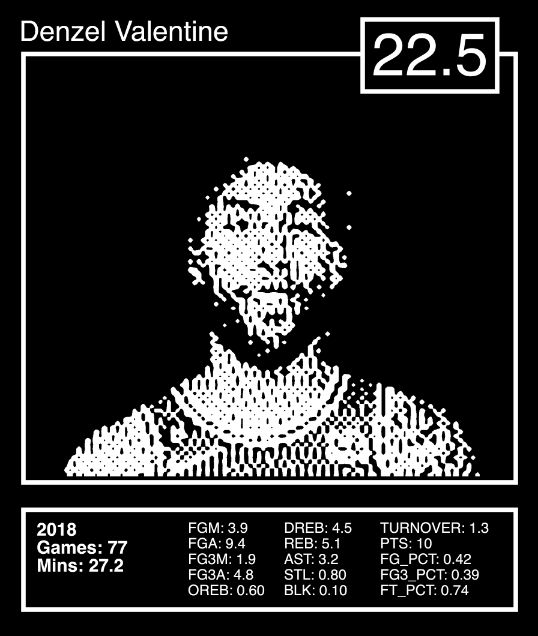 Denzel Valentine
22.5
2018
Games: 77
Mins: 27.2
FGM: 3.9
FGA: 9.4
FG3M: 1.9
FG3A: 4.8
OREB: 0.60
DREB: 4.5
REB: 5.1
AST: 3.2
STL: 0.80
BLK: 0.10
TURNOVER: 1.3
PTS: 10
FG_PCT: 0.42
FG3_PCT: 0.39
FT_PCT: 0.74